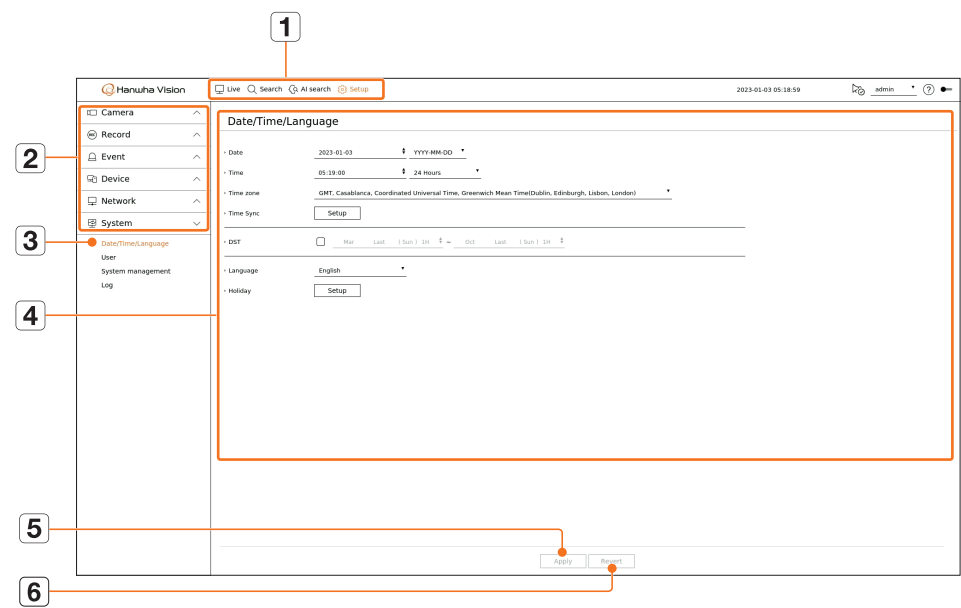 1
Hanwha Vision Live Search AI search Setup 2023-01-03 05:18:59 admin ?
Camera
Date/Time/Language
REC Record
Date 2023-01-03 YYYY-MM-DD
2
Event
Time 05:19:00 24 Hours
Device
Time zone GMT, Casablanca, Coordinated Universal Time, Greenwich Mean Time(Dublin, Edinburgh, Lisbon, London)
Network
Time Sync Setup
System
3
Date/Time/Language
DST Mar Last ( Sun ) 1H ~ Oct Last ( Sun ) 1H
User
System management
Language English
Log
Holiday Setup
4
5
Apply Revert
6